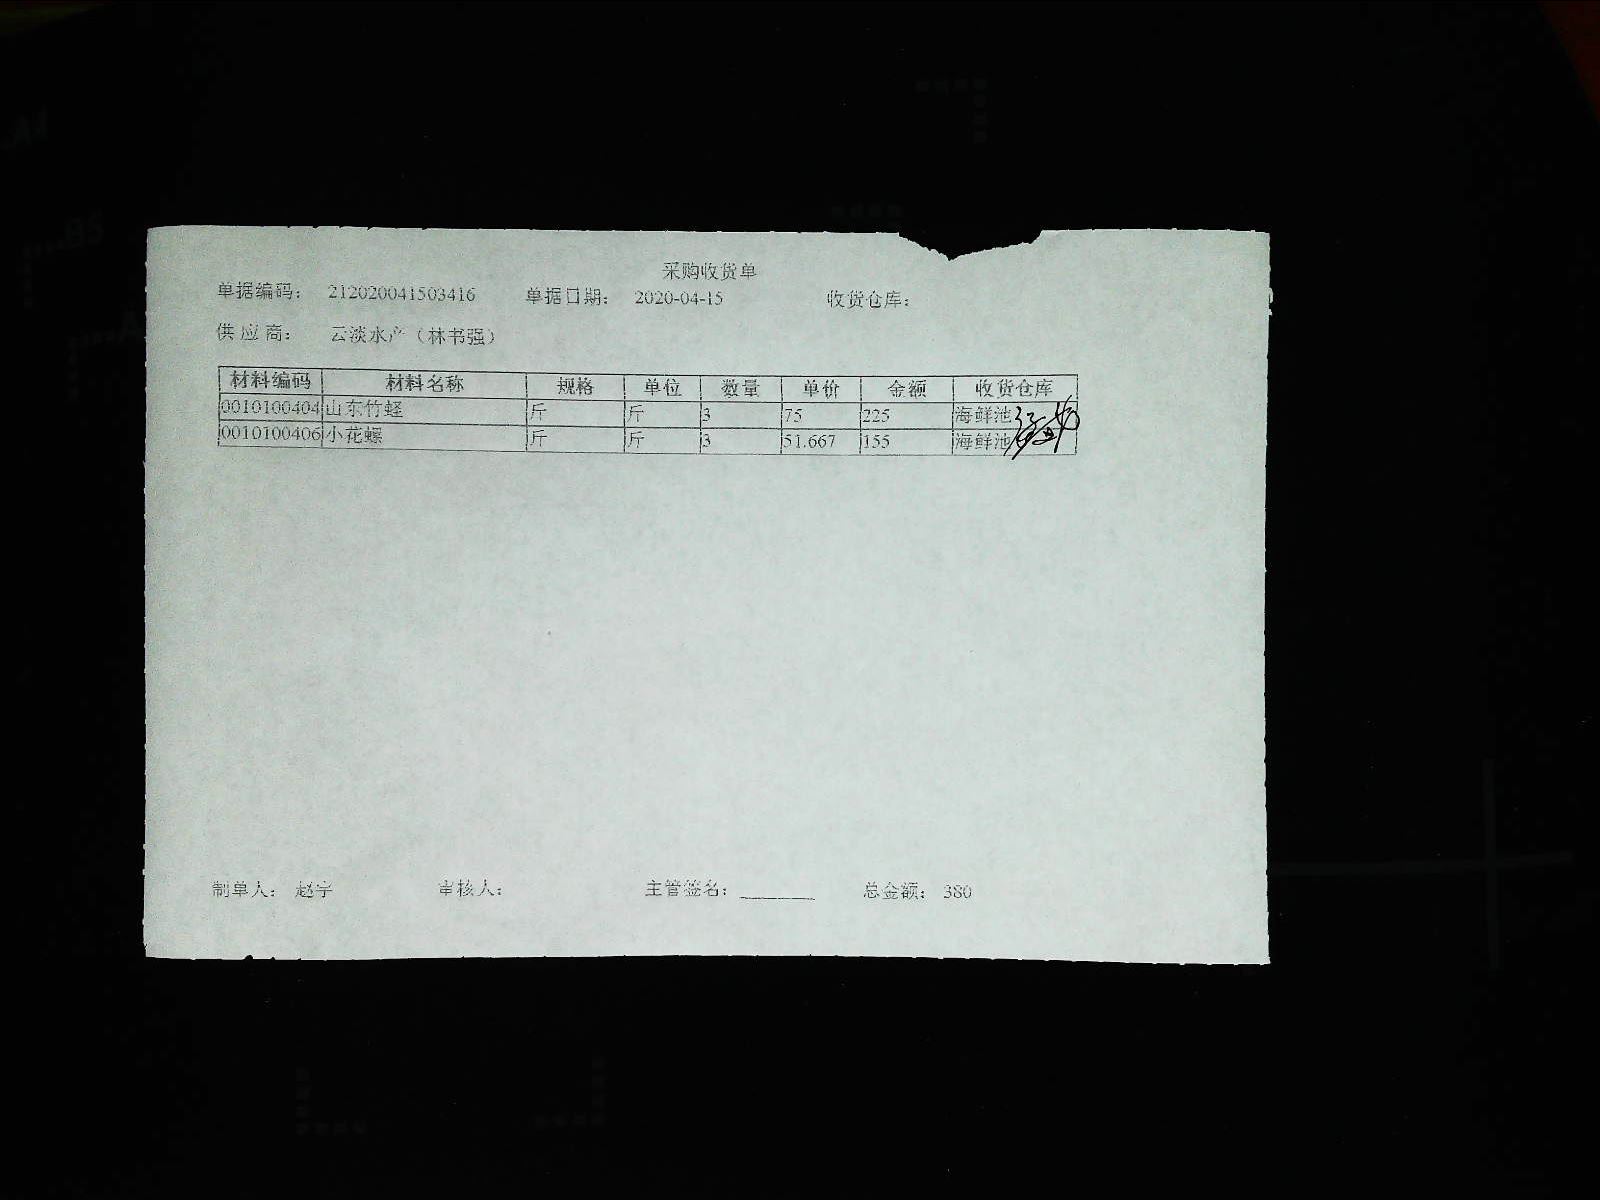 采购收货单
单据编码： 212020041503416 单据日期： 2020-04-15 收货仓库：
供 应 商： 云淡水产（林书强）
材料编码 材料名称 规格 单位 数量 单价 金额 收货仓库
0010100404 山东竹蛏 斤 斤 3 75 225 海鲜池
0010100406 小花螺 斤 斤 3 51.667 155 海鲜池
制单人： 赵宇 审核人： 主管签名： 总金额： 380